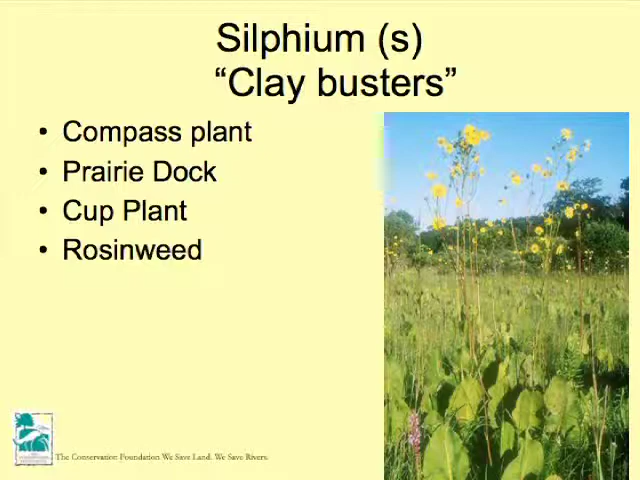 Silphium (s)
“Clay busters”
• Compass plant
• Prairie Dock
• Cup Plant
• Rosinweed
The Conservation Foundation We Save Land. We Save Rivers.